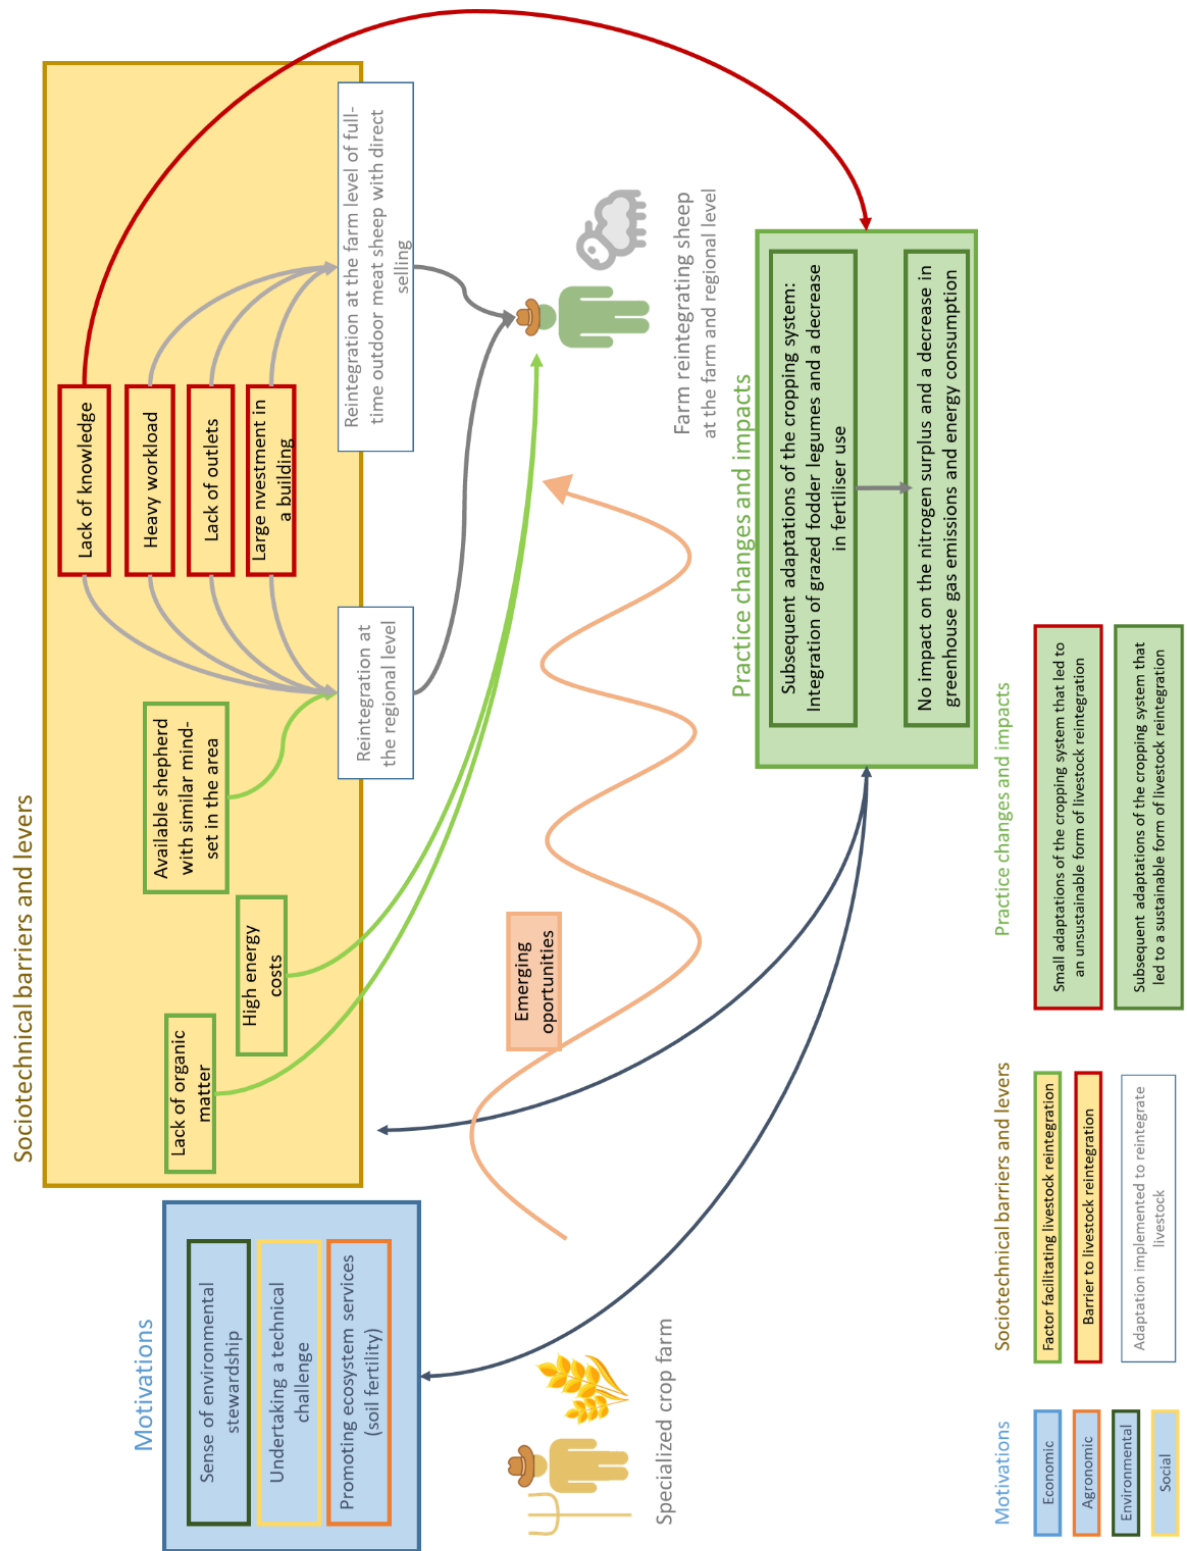 Sociotechnical barriers and levers
Motivations
Sense of environmental
stewardship
Undertaking a technical
challenge
Promoting ecosystem services
(soil fertility)
Lack of organic
matter
High energy
costs
Available shepherd
with similar mind-
set in the area
Lack of knowledge
Heavy workload
Lack of outlets
Large nvestment in
a building
Reintegration at
the regional level
Reintegration at the farm level of full-
time outdoor meat sheep with direct
selling
Emerging
oportunities
Specialized crop farm
Farm reintegrating sheep
at the farm and regional level
Practice changes and impacts
Subsequent adaptations of the cropping system:
Integration of grazed fodder legumes and a decrease
in fertiliser use
No impact on the nitrogen surplus and a decrease in
greenhouse gas emissions and energy consumption
Motivations
Economic
Agronomic
Environmental
Social
Sociotechnical barriers and levers
Factor facilitating livestock reintegration
Barrier to livestock reintegration
Adaptation implemented to reintegrate
livestock
Practice changes and impacts
Small adaptations of the cropping system that led to
an unsustainable form of livestock reintegration
Subsequent adaptations of the cropping system that
led to a sustainable form of livestock reintegration